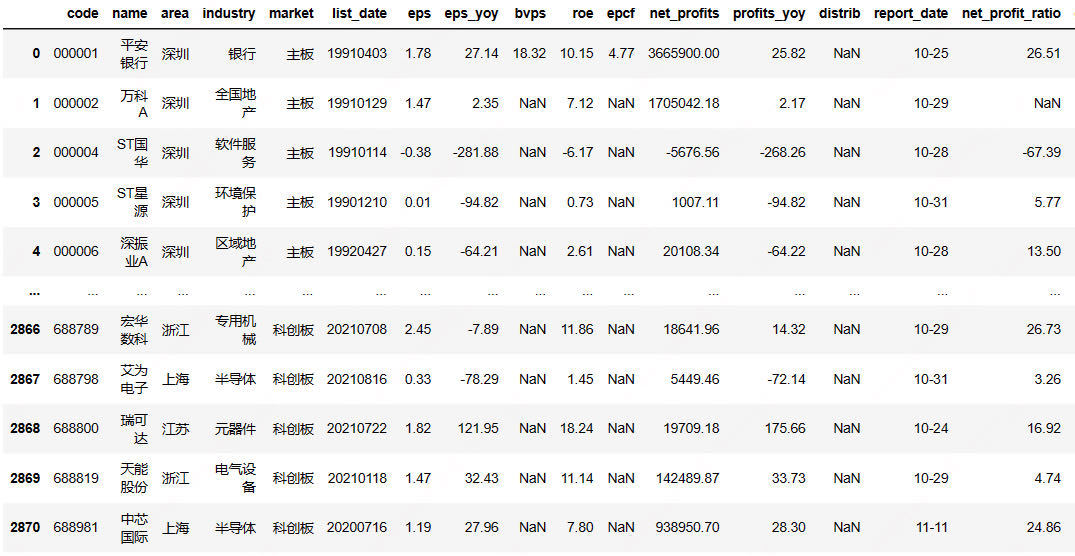 code name area industry market list_date eps eps_yoy bvps roe epcf net_profits profits_yoy distrib report_date net_profit_ratio
0 000001 平安银行 深圳 银行 主板 19910403 1.78 27.14 18.32 10.15 4.77 3665900.00 25.82 NaN 10-25 26.51
1 000002 万科A 深圳 全国地产 主板 19910129 1.47 2.35 NaN 7.12 NaN 1705042.18 2.17 NaN 10-29 NaN
2 000004 ST国华 深圳 软件服务 主板 19910114 -0.38 -281.88 NaN -6.17 NaN -5676.56 -268.26 NaN 10-28 -67.39
3 000005 ST星源 深圳 环境保护 主板 19901210 0.01 -94.82 NaN 0.73 NaN 1007.11 -94.82 NaN 10-31 5.77
4 000006 深振业A 深圳 区域地产 主板 19920427 0.15 -64.21 NaN 2.61 NaN 20108.34 -64.22 NaN 10-28 13.50
... ... ... ... ... ... ... ... ... ... ... ... ... ... ... ... ...
2866 688789 宏华数科 浙江 专用机械 科创板 20210708 2.45 -7.89 NaN 11.86 NaN 18641.96 14.32 NaN 10-29 26.73
2867 688798 艾为电子 上海 半导体 科创板 20210816 0.33 -78.29 NaN 1.45 NaN 5449.46 -72.14 NaN 10-31 3.26
2868 688800 瑞可达 江苏 元器件 科创板 20210722 1.82 121.95 NaN 18.24 NaN 19709.18 175.66 NaN 10-24 16.92
2869 688819 天能股份 浙江 电气设备 科创板 20210118 1.47 32.43 NaN 11.14 NaN 142489.87 33.73 NaN 10-29 4.74
2870 688981 中芯国际 上海 半导体 科创板 20200716 1.19 27.96 NaN 7.80 NaN 938950.70 28.30 NaN 11-11 24.86